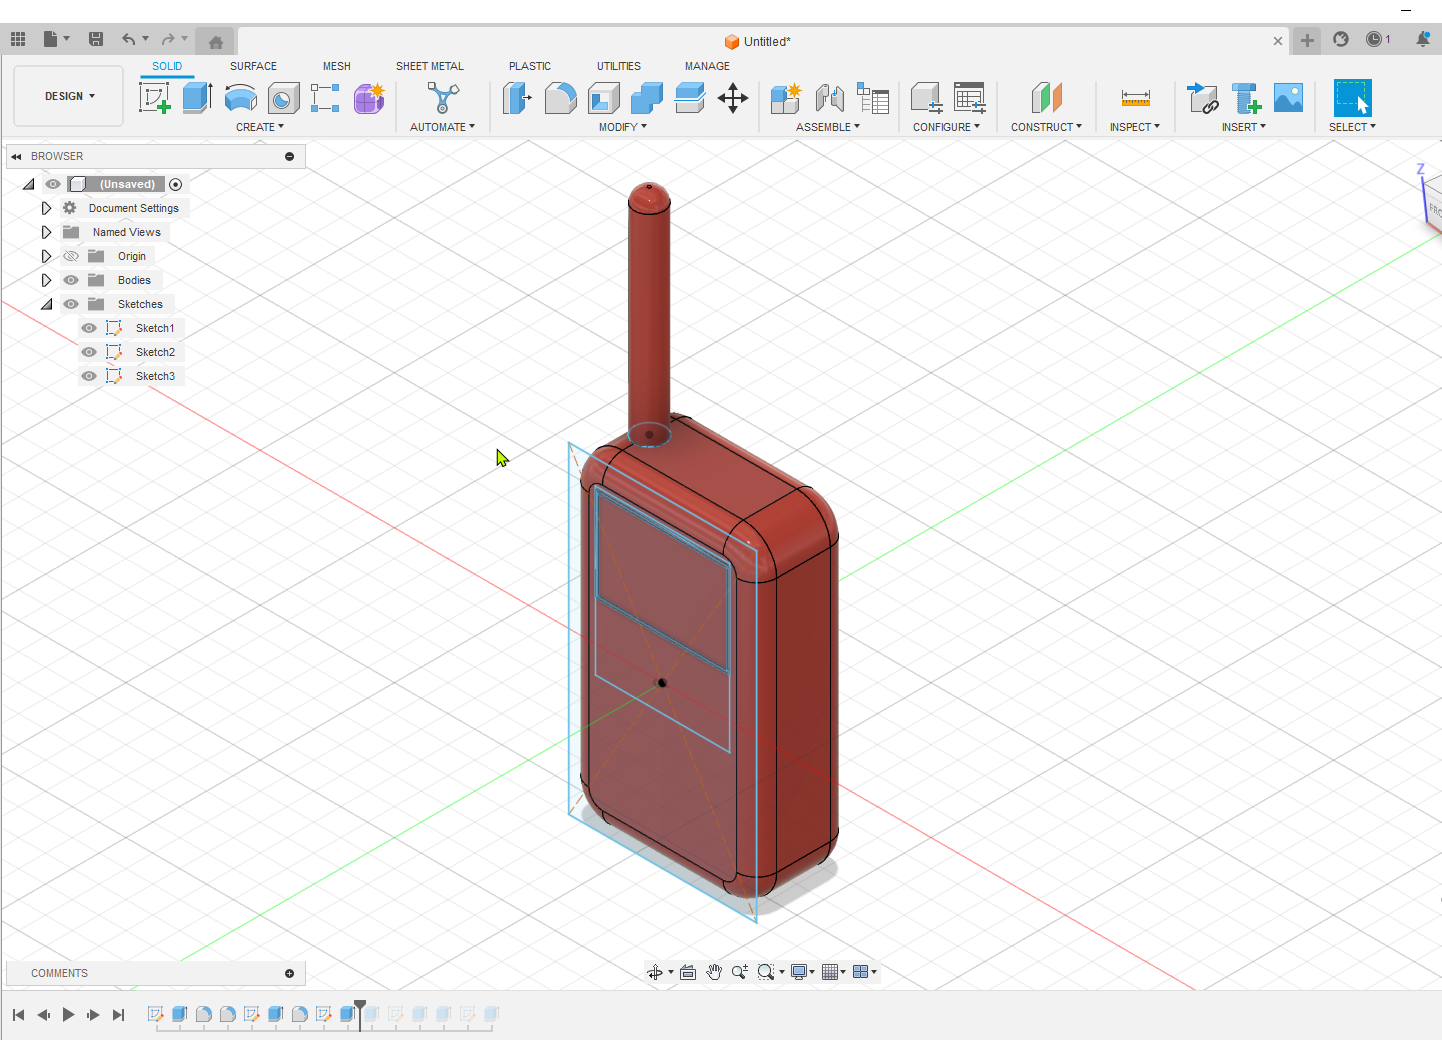 Untitled*
1
SOLID SURFACE MESH SHEET METAL PLASTIC UTILITIES MANAGE
DESIGN
CREATE AUTOMATE MODIFY ASSEMBLE CONFIGURE CONSTRUCT INSPECT INSERT SELECT
BROWSER
(Unsaved)
Document Settings
Named Views
Origin
Bodies
Sketches
Sketch1
Sketch2
Sketch3
Z
COMMENTS